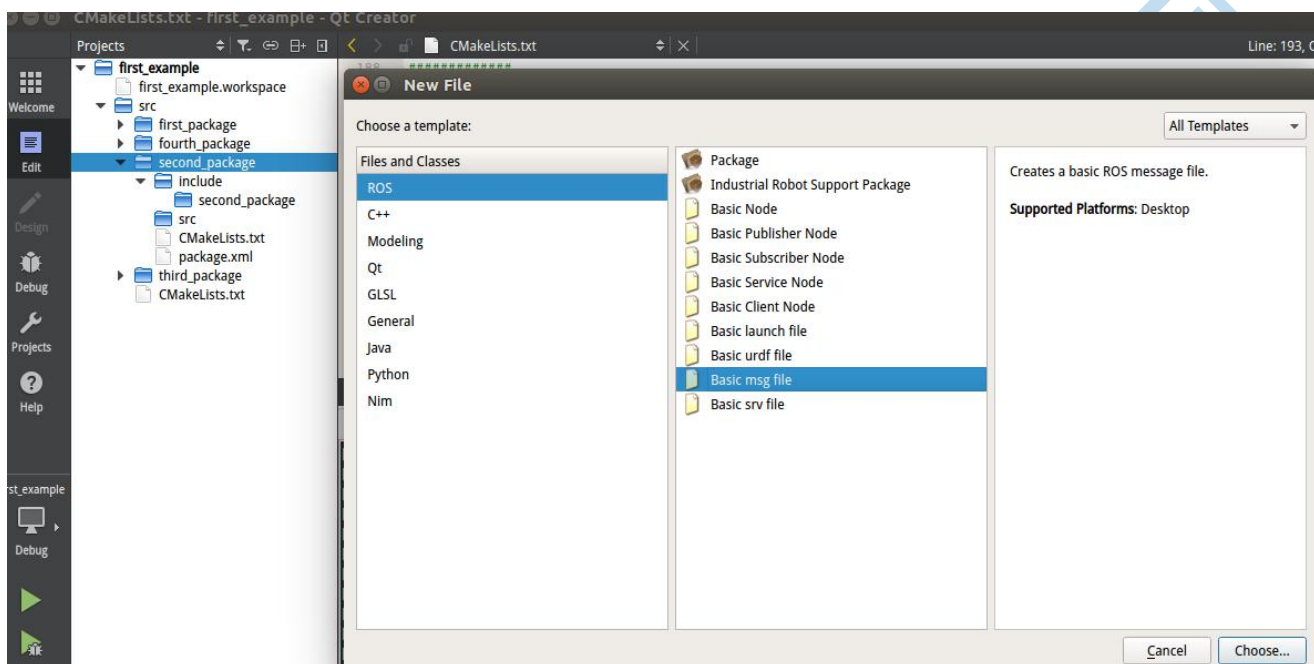 CMakeLists.txt - first_example - Qt Creator
Projects
CMakeLists.txt
Line: 193,
Welcome
Edit
Design
Debug
Projects
Help
rst_example
Debug
first_example
first_example.workspace
src
first_package
fourth_package
second_package
include
second_package
src
CMakeLists.txt
package.xml
third_package
CMakeLists.txt
188 #############
New File
Choose a template:
All Templates
Files and Classes
ROS
C++
Modeling
Qt
GLSL
General
Java
Python
Nim
Package
Industrial Robot Support Package
Basic Node
Basic Publisher Node
Basic Subscriber Node
Basic Service Node
Basic Client Node
Basic launch file
Basic urdf file
Basic msg file
Basic srv file
Creates a basic ROS message file.
Supported Platforms: Desktop
Cancel
Choose...